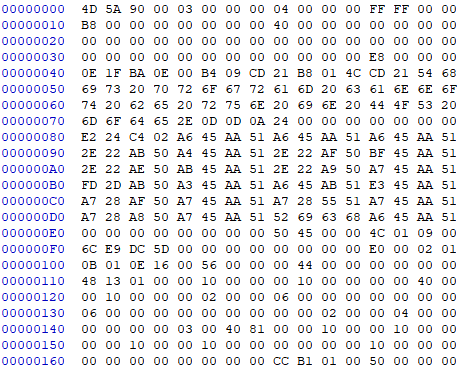 00000000 4D 5A 90 00 03 00 00 00 04 00 00 00 FF FF 00 00
00000010 B8 00 00 00 00 00 00 00 40 00 00 00 00 00 00 00
00000020 00 00 00 00 00 00 00 00 00 00 00 00 00 00 00 00
00000030 00 00 00 00 00 00 00 00 00 00 00 00 E8 00 00 00
00000040 0E 1F BA 0E 00 B4 09 CD 21 B8 01 4C CD 21 54 68
00000050 69 73 20 70 72 6F 67 72 61 6D 20 63 61 6E 6E 6F
00000060 74 20 62 65 20 72 75 6E 20 69 6E 20 44 4F 53 20
00000070 6D 6F 64 65 2E 0D 0D 0A 24 00 00 00 00 00 00 00
00000080 E2 24 C4 02 A6 45 AA 51 A6 45 AA 51 A6 45 AA 51
00000090 2E 22 AB 50 A4 45 AA 51 2E 22 AF 50 BF 45 AA 51
000000A0 2E 22 AE 50 AB 45 AA 51 2E 22 A9 50 A7 45 AA 51
000000B0 FD 2D AB 50 A3 45 AA 51 A6 45 AB 51 E3 45 AA 51
000000C0 A7 28 AF 50 A7 45 AA 51 A7 28 55 51 A7 45 AA 51
000000D0 A7 28 A8 50 A7 45 AA 51 52 69 63 68 A6 45 AA 51
000000E0 00 00 00 00 00 00 00 00 50 45 00 00 4C 01 09 00
000000F0 6C E9 DC 5D 00 00 00 00 00 00 00 00 E0 00 02 01
00000100 0B 01 0E 16 00 56 00 00 00 44 00 00 00 00 00 00
00000110 48 13 01 00 00 10 00 00 00 10 00 00 00 00 40 00
00000120 00 10 00 00 00 02 00 00 06 00 00 00 00 00 00 00
00000130 06 00 00 00 00 00 00 00 00 00 02 00 00 04 00 00
00000140 00 00 00 00 03 00 40 81 00 00 10 00 00 10 00 00
00000150 00 00 10 00 00 10 00 00 00 00 00 00 10 00 00 00
00000160 00 00 00 00 00 00 00 00 CC B1 01 00 50 00 00 00